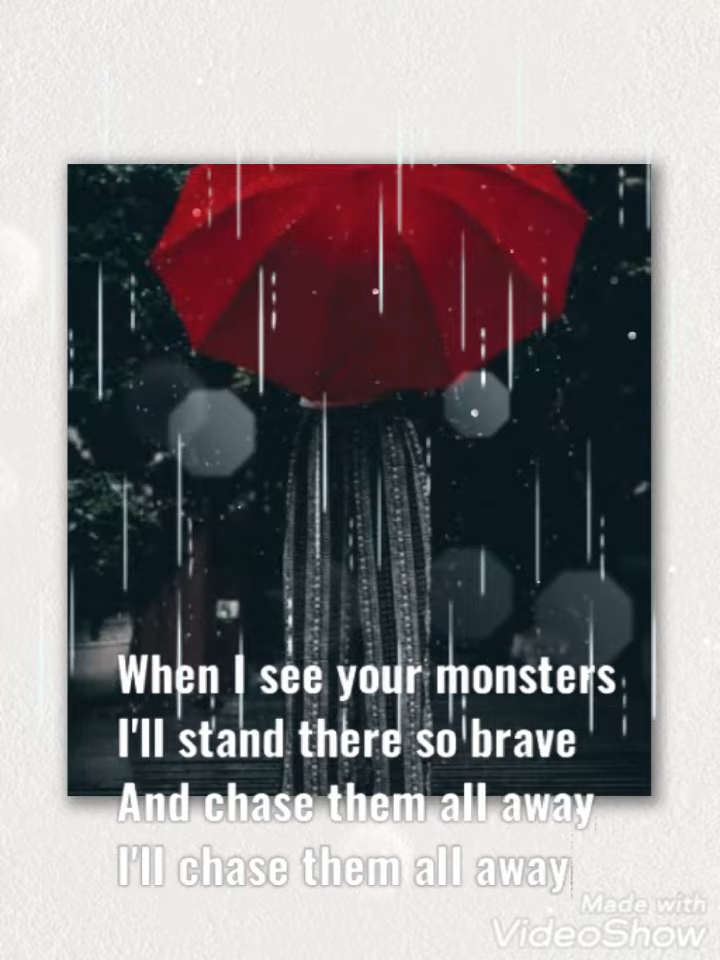 When I see your monsters
I'll stand there so brave
And chase them all away
I'll chase them all away
Made with
VideoShow